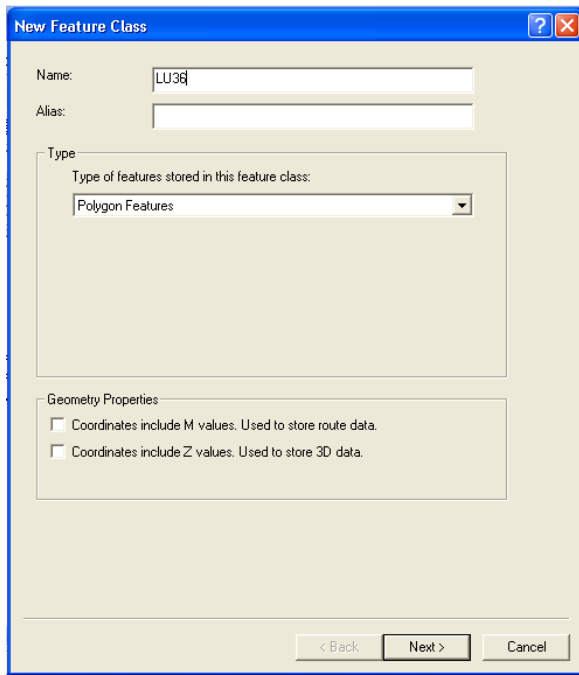 New Feature Class
Name: LU36
Alias:
Type
Type of features stored in this feature class:
Polygon Features
Geometry Properties
Coordinates include M values. Used to store route data.
Coordinates include Z values. Used to store 3D data.
< Back Next > Cancel